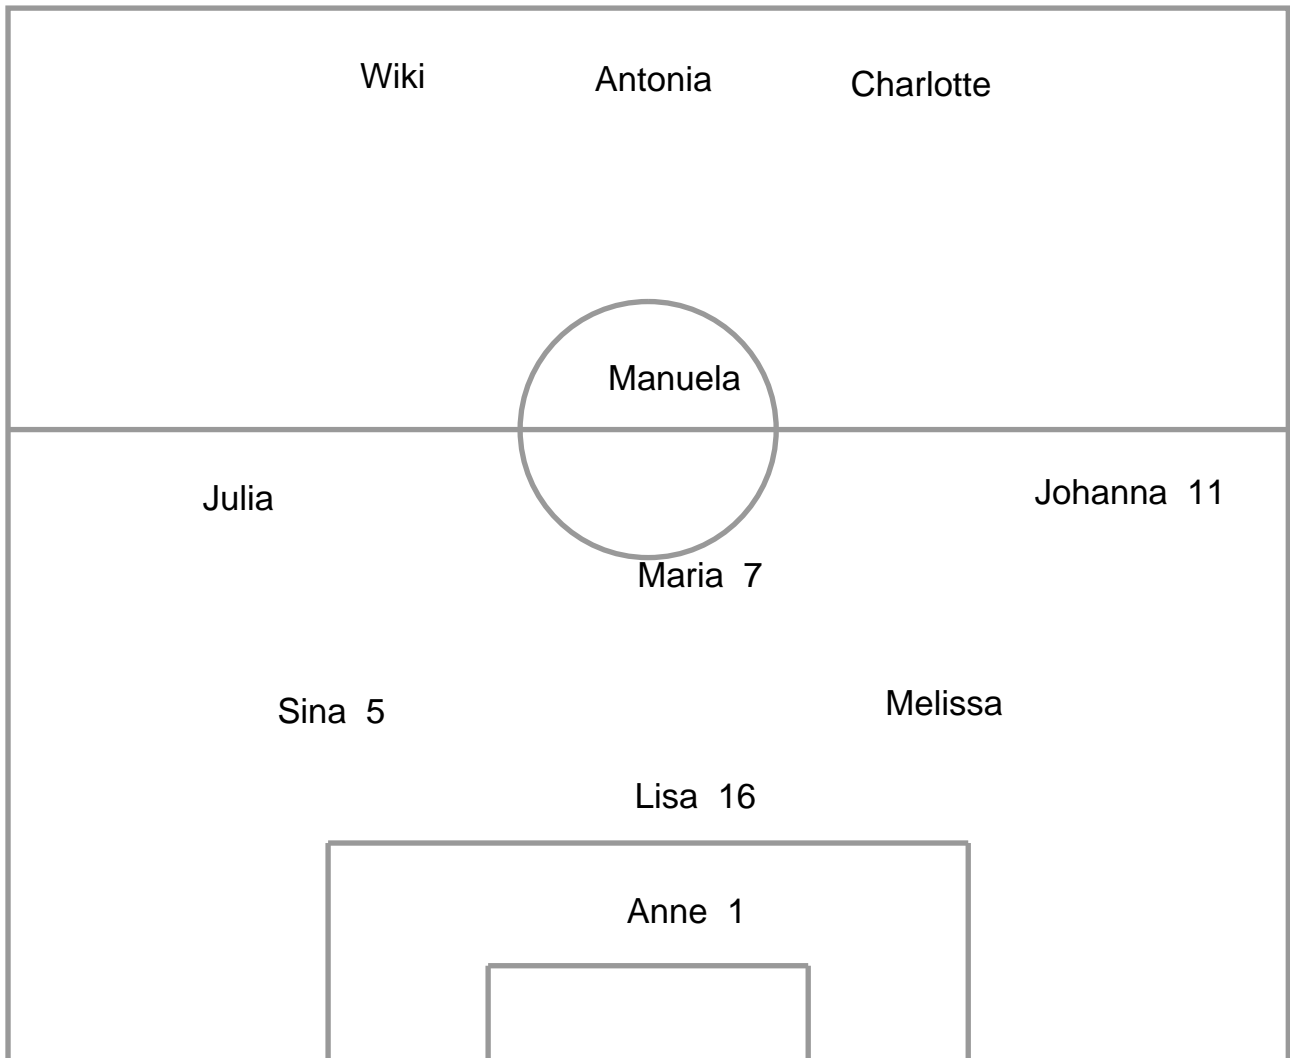 Wiki
Antonia
Charlotte
Manuela
Julia
Johanna 11
Maria 7
Sina 5
Melissa
Lisa 16
Anne 1